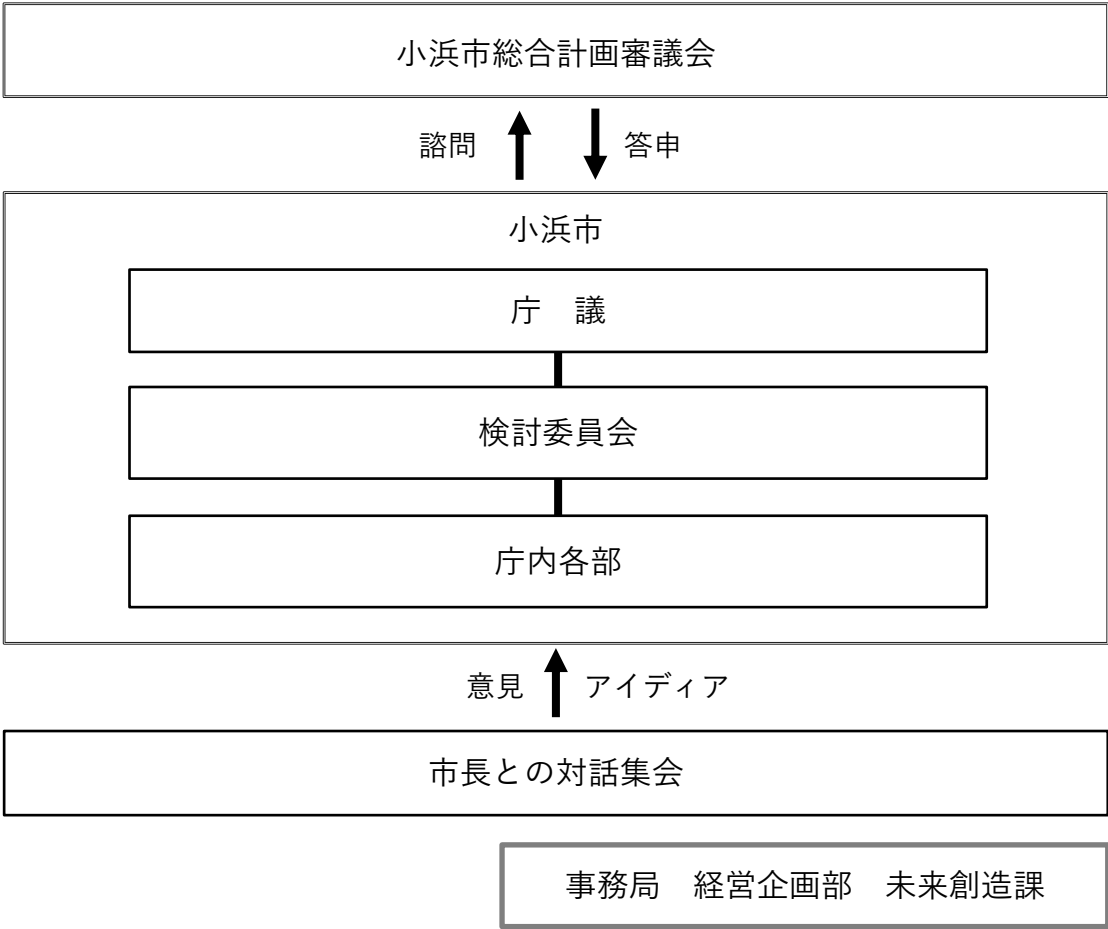 小浜市総合計画審議会
諮問 答申
小浜市
庁　議
検討委員会
庁内各部
意見 アイディア
市長との対話集会
事務局　経営企画部　未来創造課